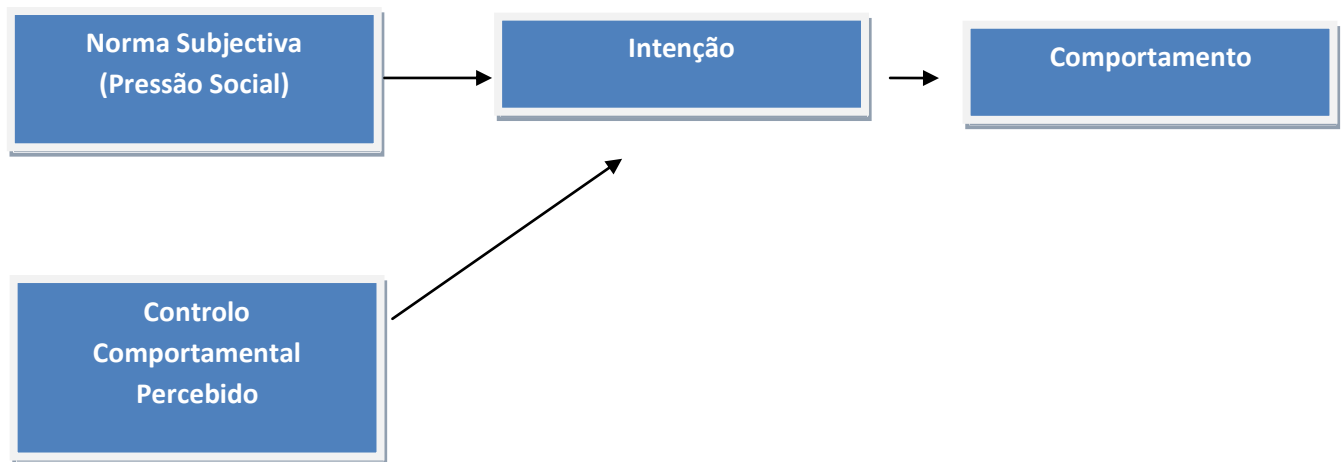 Norma Subjectiva
(Pressão Social)
Intenção
Comportamento
Controlo
Comportamental
Percebido